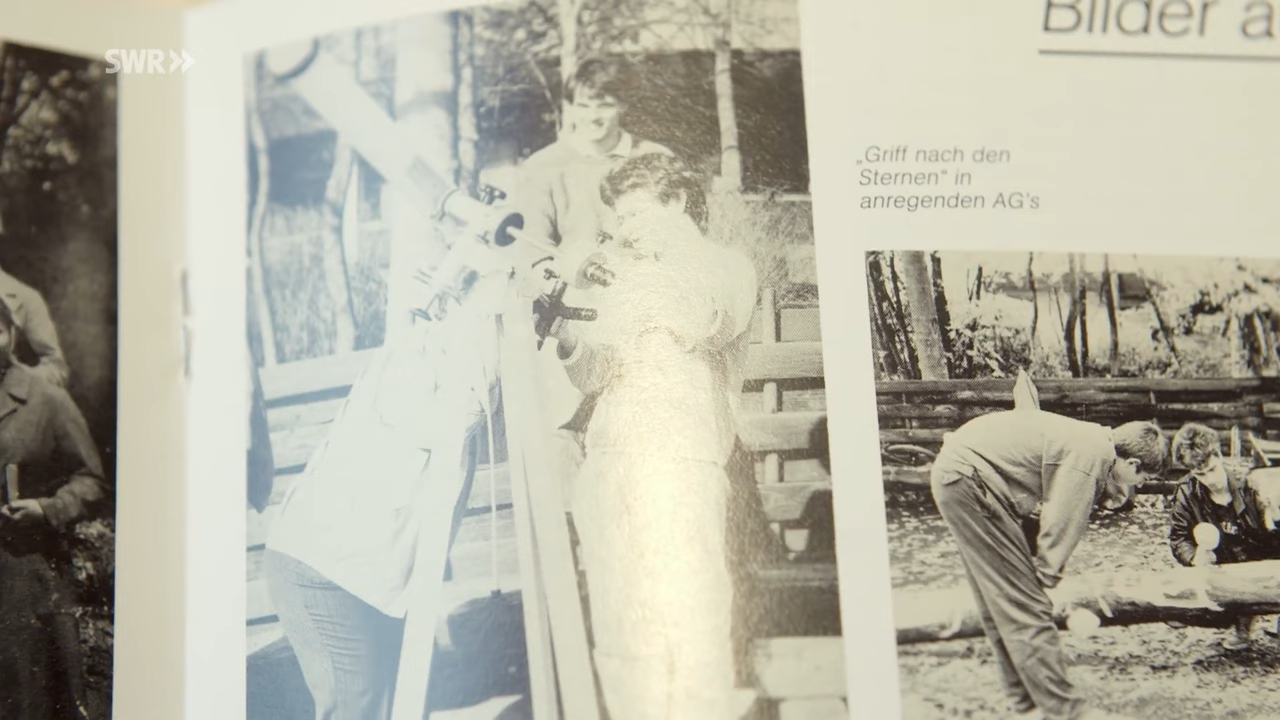 SWR
Bilder a
„Griff nach den
Sternen“ in
anregenden AG's